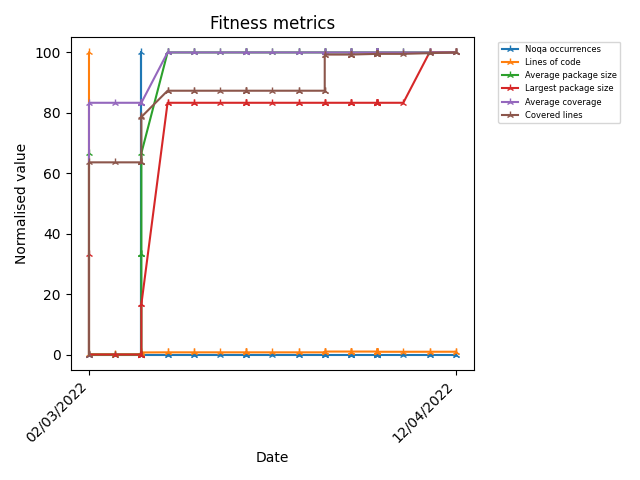 Fitness metrics
Normalised value
100
80
60
40
20
0
02/03/2022
12/04/2022
Date
Noqa occurrences
Lines of code
Average package size
Largest package size
Average coverage
Covered lines